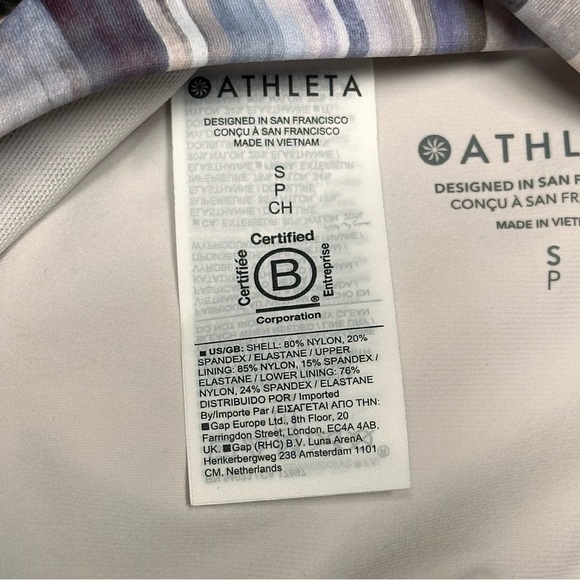 ATHLETA
DESIGNED IN SAN FRANCISCO
CONÇU À SAN FRANCISCO
MADE IN VIETNAM
S
P
CH
Certified
Certifiée
B
Entreprise
®
Corporation
■ US/GB: SHELL: 80% NYLON, 20%
SPANDEX / ELASTANE / UPPER
LINING: 85% NYLON, 15% SPANDEX /
ELASTANE / LOWER LINING: 76%
NYLON, 24% SPANDEX / ELASTANE
DISTRIBUIDO POR / Imported
By/Importe Par / ΕΙΣΑΓΕΤΑΙ ΑΠΟ ΤΗΝ:
■ Gap Europe Ltd., 8th Floor, 20
Farringdon Street, London, EC4A 4AB,
UK. ■ Gap (RHC) B.V. Luna ArenA
Herikerbergweg 238 Amsterdam 1101
CM, Netherlands
ATHL
DESIGNED IN SAN F
CONÇU À SAN FR
MADE IN VIETN
S
P